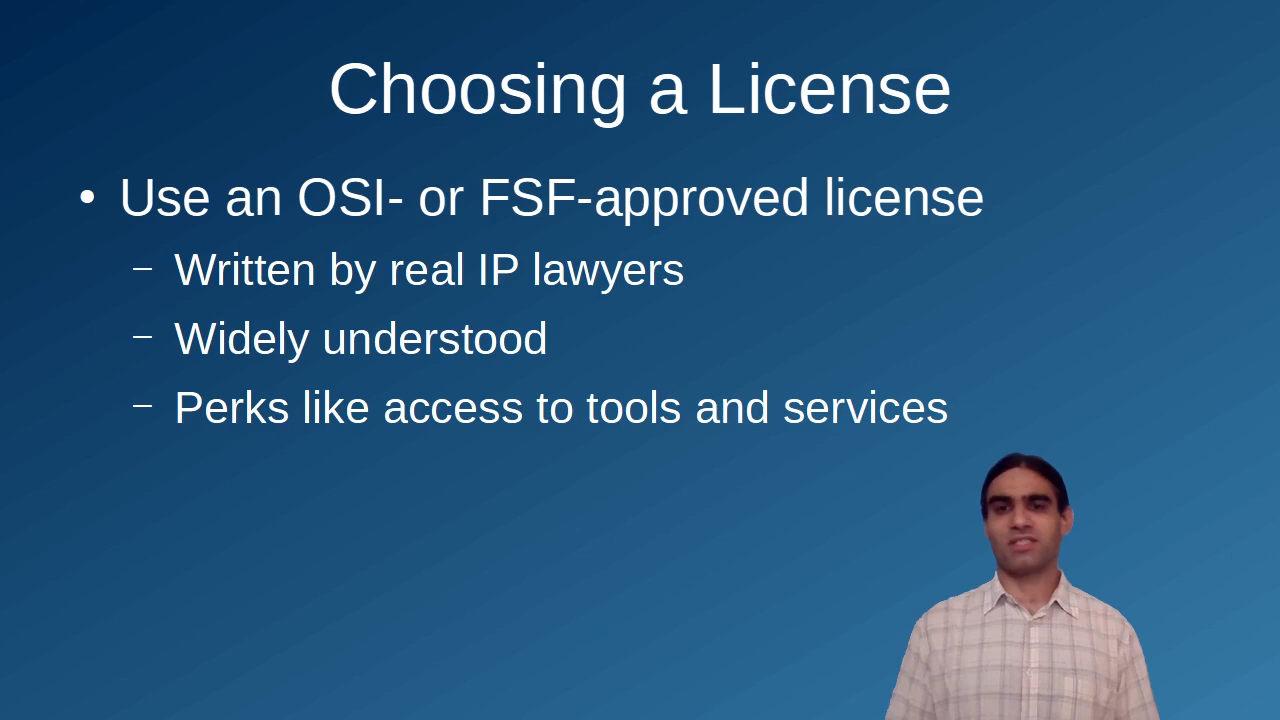 Choosing a License
• Use an OSI- or FSF-approved license
– Written by real IP lawyers
– Widely understood
– Perks like access to tools and services